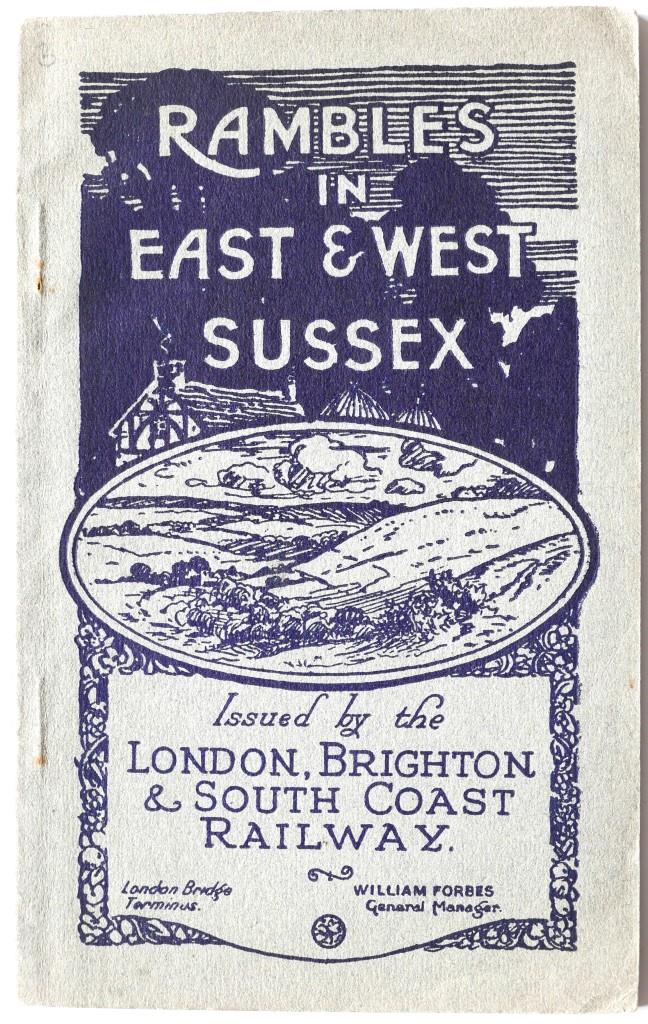 RAMBLES
IN
EAST & WEST
SUSSEX
Issued by the
LONDON, BRIGHTON
& SOUTH COAST
RAILWAY.
London Bridge WILLIAM FORBES
Terminus. General Manager.